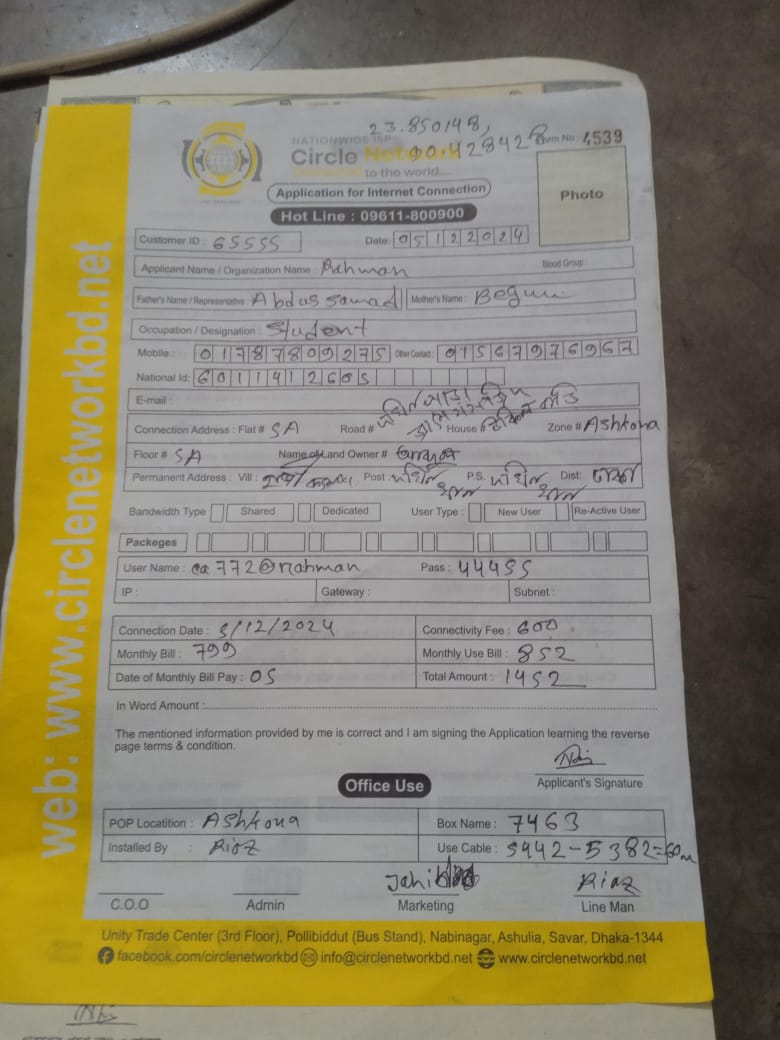 23.850148,
90.428428
NATIONWIDE ISP
Circle Network
to the world...
Form No : 4539
Photo
Application for Internet Connection
Hot Line : 09611-800900
Customer ID : 65555 Date: 05122024
Applicant Name / Organization Name Rahman Blood Group :
Father's Name / Representative : Abdus Samad Mother's Name : Begum
Occupation / Designation : Student
Mobile : 01787809275 Other Contact : 01567976967
National Id: 6011412605
E-mail :
Connection Address : Flat # 5A Road # House # Zone # Ashkona
Floor # 5A Name of Land Owner #
Permanent Address : Vill : Post : দক্ষিন খান P.S. দক্ষিন খান Dist: ঢাকা
Bandwidth Type Shared Dedicated User Type : New User Re-Active User
Packeges
User Name : ca772@rahman Pass : 44455
IP : Gateway : Subnet :
Connection Date : 5/12/2024 Connectivity Fee : 600
Monthly Bill : 799 Monthly Use Bill : 852
Date of Monthly Bill Pay : 05 Total Amount : 1452
In Word Amount :
The mentioned information provided by me is correct and I am signing the Application learning the reverse
page terms & condition.
Applicant's Signature
Office Use
POP Locatition : Ashkona Box Name : 7463
Installed By : Riaz Use Cable : 5442-5382=60m
Jahid Riaz
C.O.O Admin Marketing Line Man
Unity Trade Center (3rd Floor), Pollibiddut (Bus Stand), Nabinagar, Ashulia, Savar, Dhaka-1344
facebook.com/circlenetworkbd info@circlenetworkbd.net www.circlenetworkbd.net
web: www.circlenetworkbd.net